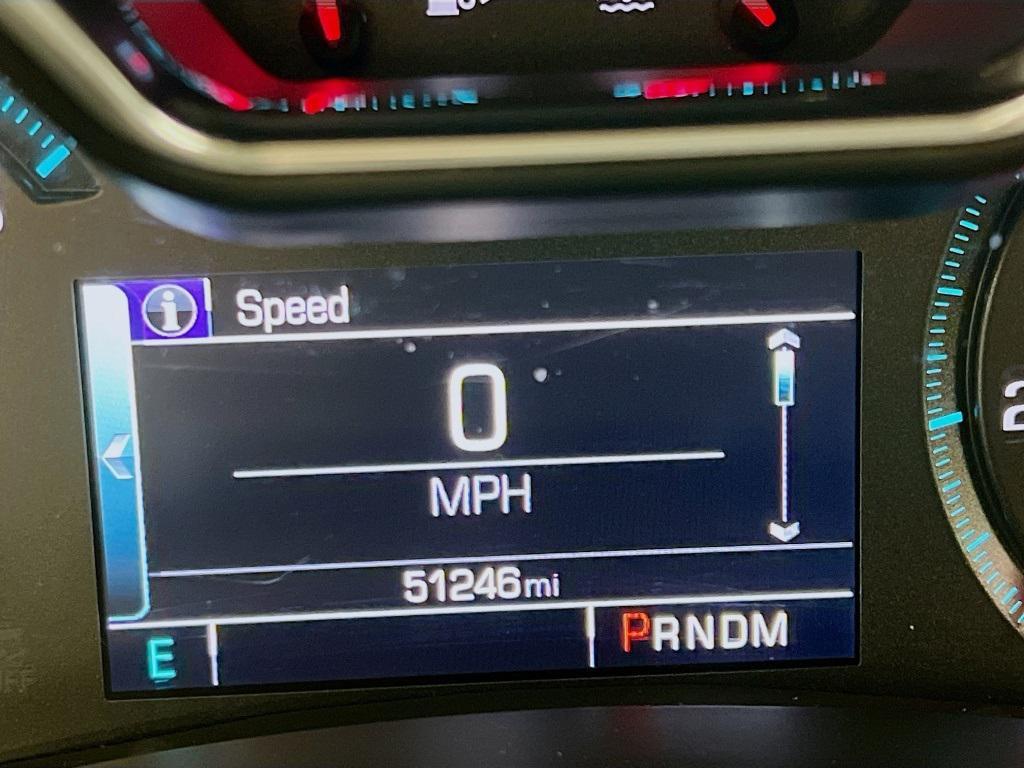 Speed
0
MPH
51246mi
E
PRNDM